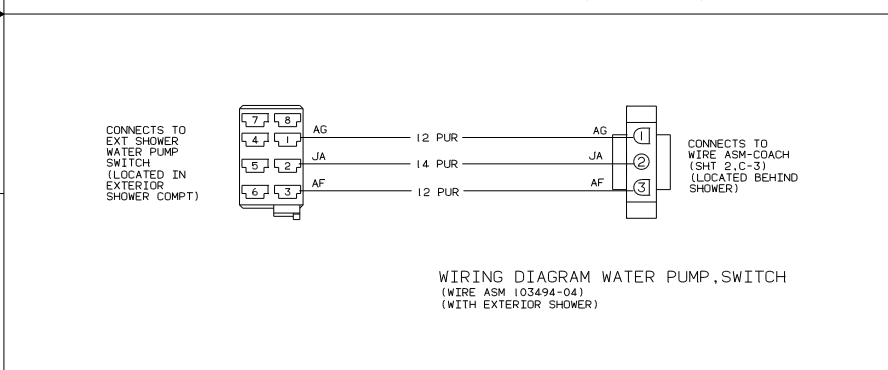 CONNECTS TO
EXT SHOWER
WATER PUMP
SWITCH
(LOCATED IN
EXTERIOR
SHOWER COMPT)
7 8
4 1
5 2
6 3
AG 12 PUR AG
JA 14 PUR JA
AF 12 PUR AF
1
2
3
CONNECTS TO
WIRE ASM-COACH
(SHT 2,C-3)
(LOCATED BEHIND
SHOWER)
WIRING DIAGRAM WATER PUMP,SWITCH
(WIRE ASM 103494-04)
(WITH EXTERIOR SHOWER)